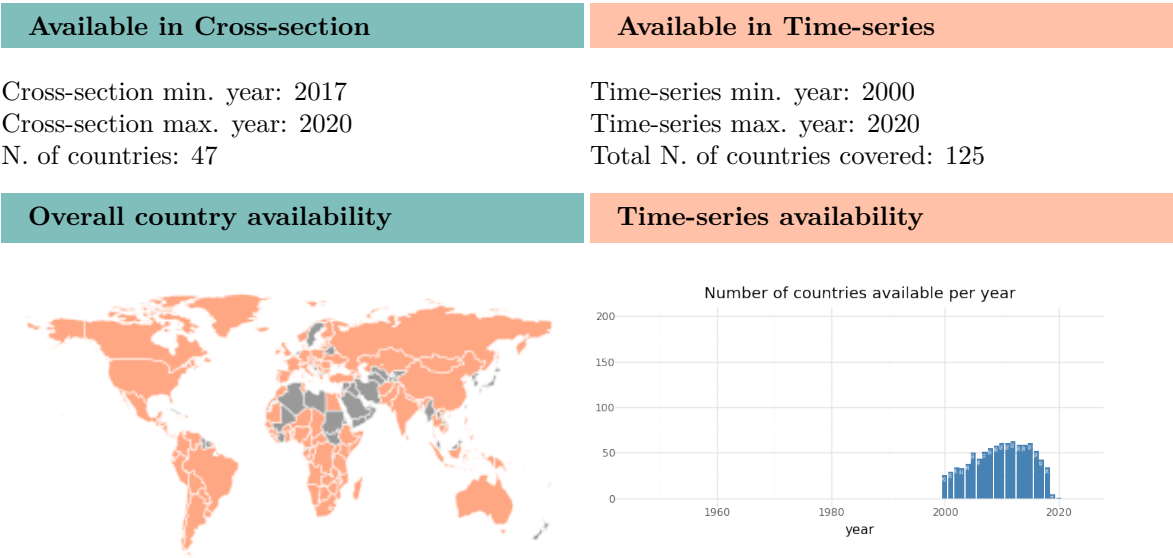 Available in Cross-section
Available in Time-series
Cross-section min. year: 2017
Cross-section max. year: 2020
N. of countries: 47
Time-series min. year: 2000
Time-series max. year: 2020
Total N. of countries covered: 125
Overall country availability
Time-series availability
Number of countries available per year
200
150
100
50
0
1960
1980
2000
2020
year